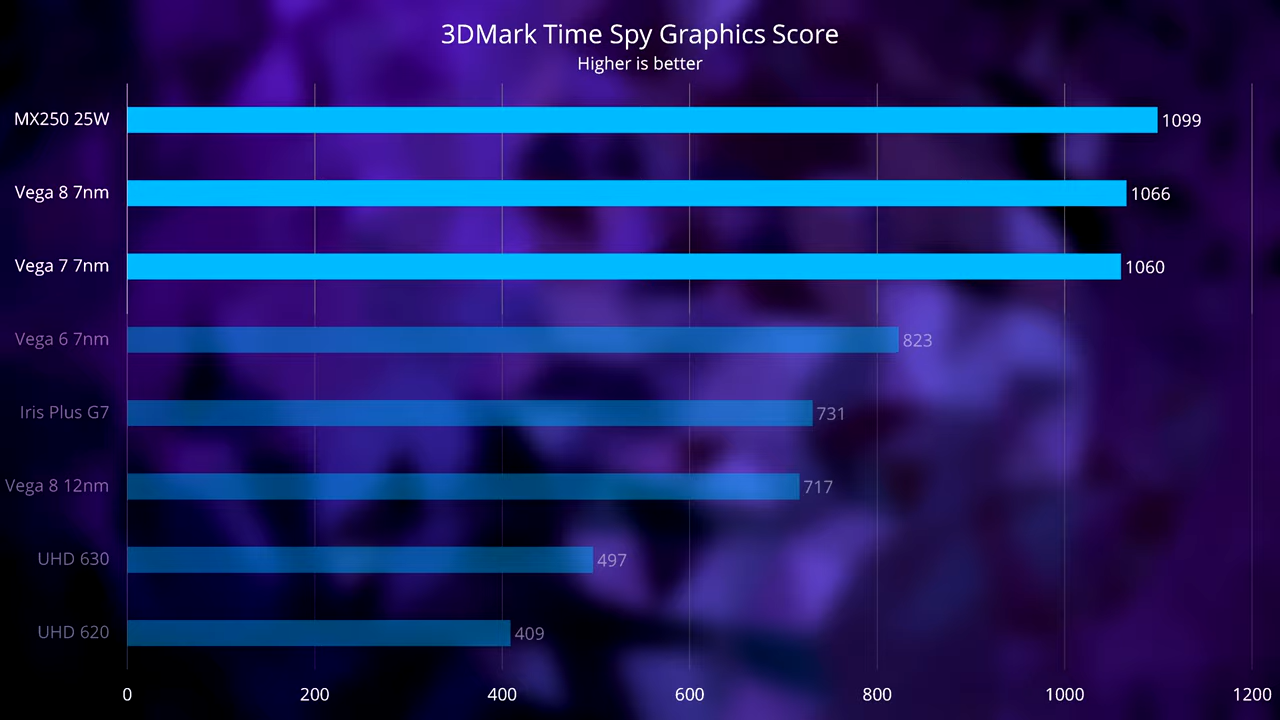 3DMark Time Spy Graphics Score
Higher is better
MX250 25W 1099
Vega 8 7nm 1066
Vega 7 7nm 1060
Vega 6 7nm 823
Iris Plus G7 731
Vega 8 12nm 717
UHD 630 497
UHD 620 409
0 200 400 600 800 1000 1200